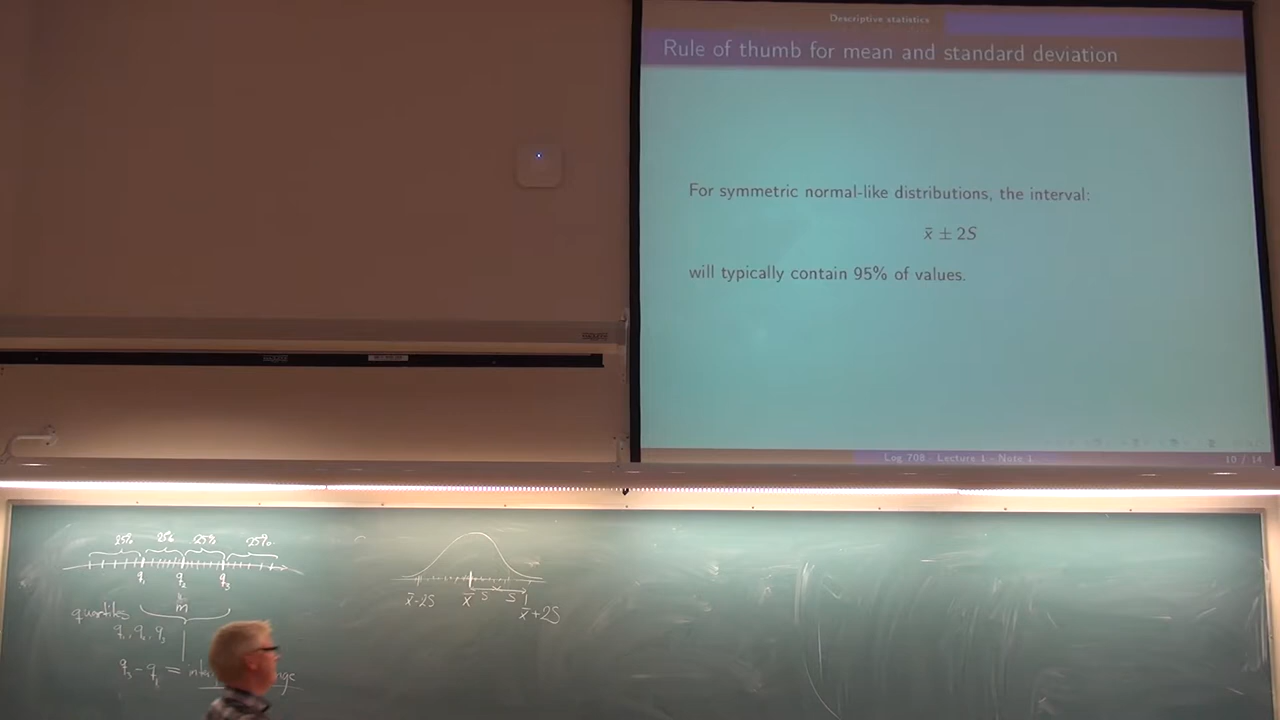 Descriptive statistics
Rule of thumb for mean and standard deviation
For symmetric normal-like distributions, the interval:
x̄ ± 2S
will typically contain 95% of values.
Log 708 - Lecture 1 - Note 1
10 / 14
25% 25% 25% 25%
q₁ q₂ q₃
m
quartiles
q₁, q₂, q₃
q₃ - q₁ =
x̄-2S x̄ S S x̄+2S